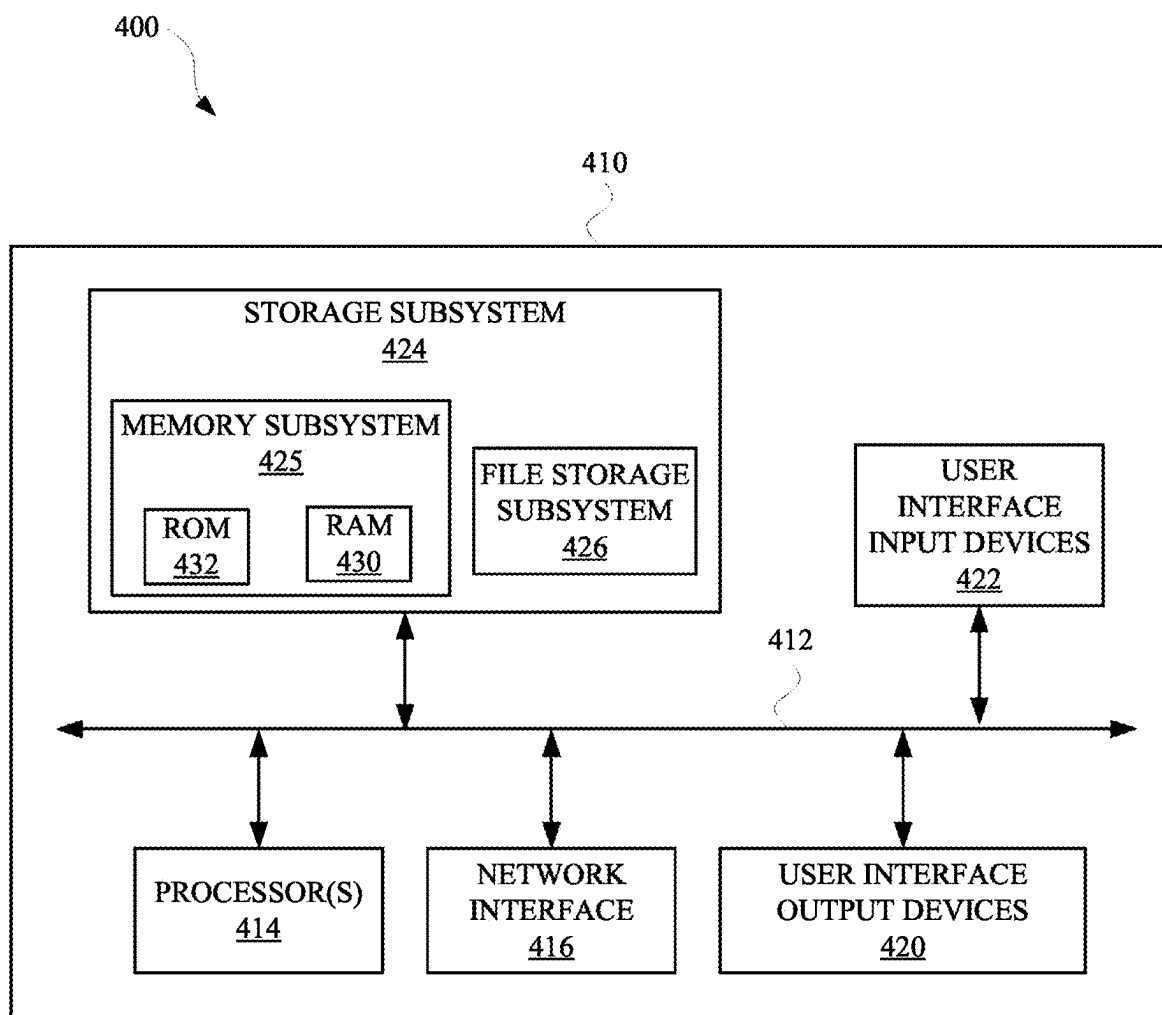 400
410
STORAGE SUBSYSTEM
424
MEMORY SUBSYSTEM
425
ROM
432
RAM
430
FILE STORAGE
SUBSYSTEM
426
USER
INTERFACE
INPUT DEVICES
422
412
PROCESSOR(S)
414
NETWORK
INTERFACE
416
USER INTERFACE
OUTPUT DEVICES
420